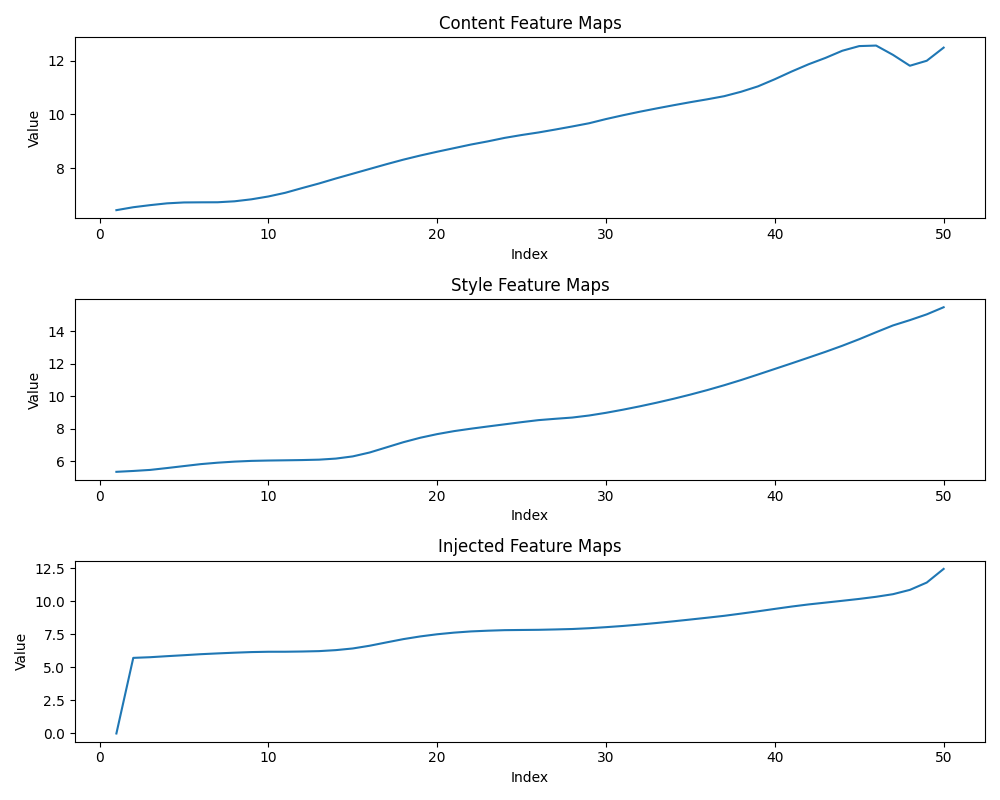 Content Feature Maps
12
10
8
Value
0 10 20 30 40 50
Index
Style Feature Maps
14
12
10
8
6
Value
0 10 20 30 40 50
Index
Injected Feature Maps
12.5
10.0
7.5
5.0
2.5
0.0
Value
0 10 20 30 40 50
Index